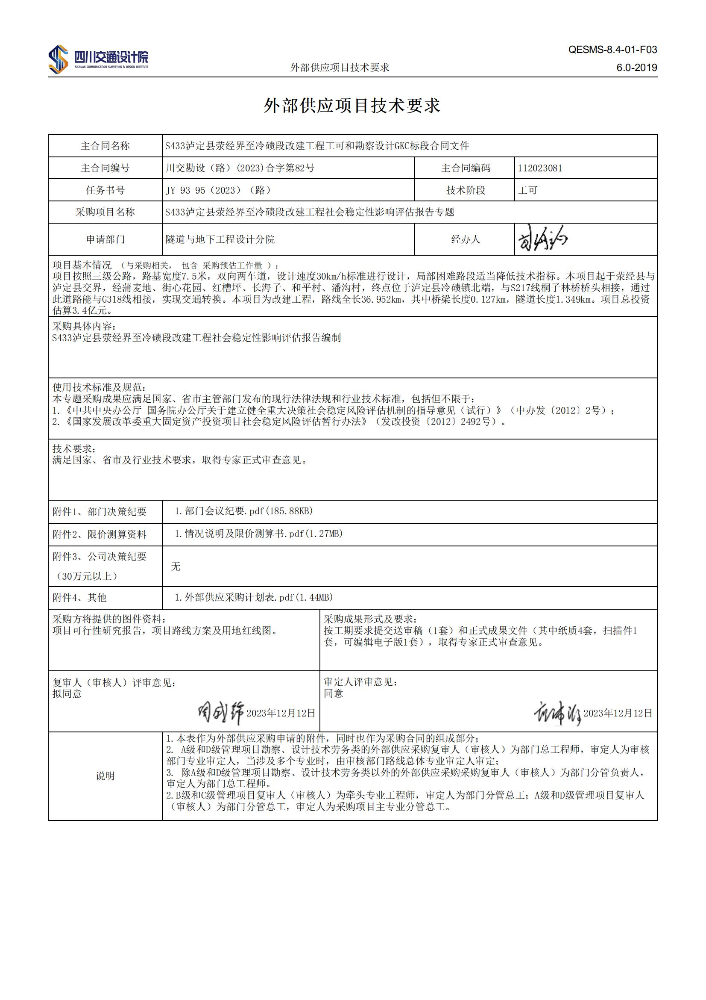 四川交通设计院
SICHUAN COMMUNICATION SURVEYING & DESIGN INSTITUTE
外部供应项目技术要求
QESMS-8.4-01-F03
6.0-2019
外部供应项目技术要求
主合同名称 S433泸定县荥经界至冷碛段改建工程工可和勘察设计GKC标段合同文件
主合同编号 川交勘设（路）(2023)合字第82号 主合同编码 112023081
任务书号 JY-93-95（2023）（路） 技术阶段 工可
采购项目名称 S433泸定县荥经界至冷碛段改建工程社会稳定性影响评估报告专题
申请部门 隧道与地下工程设计分院 经办人
项目基本情况 （与采购相关， 包含 采购预估工作量 ）：
项目按照三级公路，路基宽度7.5米，双向两车道，设计速度30km/h标准进行设计，局部困难路段适当降低技术指标。本项目起于荥经县与
泸定县交界，经蒲麦地、街心花园、红槽坪、长海子、和平村、潘沟村，终点位于泸定县冷碛镇北端，与S217线桐子林桥桥头相接，通过
此道路能与G318线相接，实现交通转换。本项目为改建工程，路线全长36.952km，其中桥梁长度0.127km，隧道长度1.349km。项目总投资
估算3.4亿元。
采购具体内容：
S433泸定县荥经界至冷碛段改建工程社会稳定性影响评估报告编制
使用技术标准及规范：
本专题采购成果应满足国家、省市主管部门发布的现行法律法规和行业技术标准，包括但不限于：
1.《中共中央办公厅 国务院办公厅关于建立健全重大决策社会稳定风险评估机制的指导意见（试行）》（中办发〔2012〕2号）；
2.《国家发展改革委重大固定资产投资项目社会稳定风险评估暂行办法》（发改投资〔2012〕2492号）。
技术要求：
满足国家、省市及行业技术要求，取得专家正式审查意见。
附件1、部门决策纪要 1.部门会议纪要.pdf(185.88KB)
附件2、限价测算资料 1.情况说明及限价测算书.pdf(1.27MB)
附件3、公司决策纪要
（30万元以上）
无
附件4、其他 1.外部供应采购计划表.pdf(1.44MB)
采购方将提供的图件资料：
项目可行性研究报告，项目路线方案及用地红线图。
采购成果形式及要求：
按工期要求提交送审稿（1套）和正式成果文件（其中纸质4套，扫描件1
套，可编辑电子版1套），取得专家正式审查意见。
复审人（审核人）评审意见：
拟同意
2023年12月12日
审定人评审意见：
同意
2023年12月12日
说明
1.本表作为外部供应采购申请的附件，同时也作为采购合同的组成部分；
2. A级和D级管理项目勘察、设计技术劳务类的外部供应采购复审人（审核人）为部门总工程师，审定人为审核
部门专业审定人，当涉及多个专业时，由审核部门路线总体专业审定人审定；
3. 除A级和D级管理项目勘察、设计技术劳务类以外的外部供应采购采购复审人（审核人）为部门分管负责人，
审定人为部门总工程师。
2.B级和C级管理项目复审人（审核人）为牵头专业工程师，审定人为部门分管总工；A级和D级管理项目复审人
（审核人）为部门分管总工，审定人为采购项目主专业分管总工。